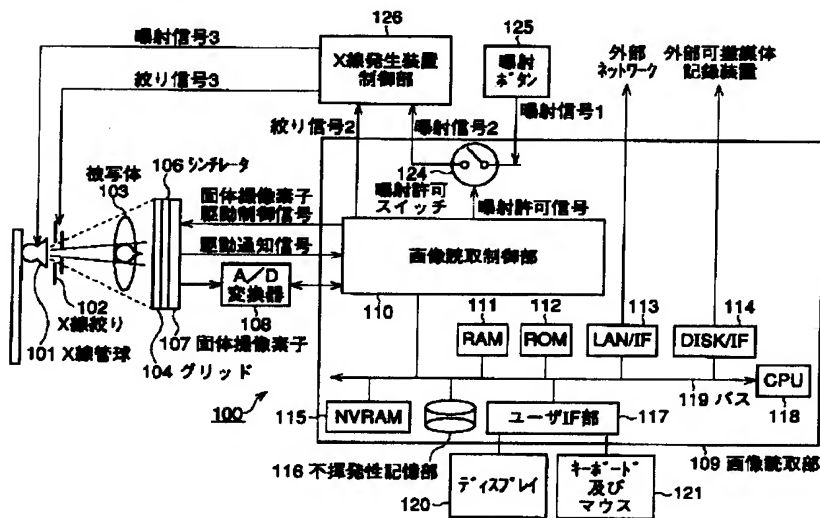 126
曝射信号3
X線発生装置
制御部
125
曝射
ボタン
外部
ネットワーク
外部可搬媒体
記録装置
絞り信号3
絞り信号2
曝射信号2
曝射信号1
106 シンチレータ
被写体
103
124
曝射許可
スイッチ
曝射許可信号
固体撮像素子
駆動制御信号
駆動通知信号
画像読取制御部
A/D
変換器
108
110
102
X線絞り
101 X線管球
107 固体撮像素子
104 グリッド
111
RAM
112
ROM
113
LAN/IF
114
DISK/IF
CPU
118
119 バス
100
115
NVRAM
ユーザIF部
117
116 不揮発性記憶部
109 画像読取部
ディスプレイ
120
キーボード
及び
マウス
121